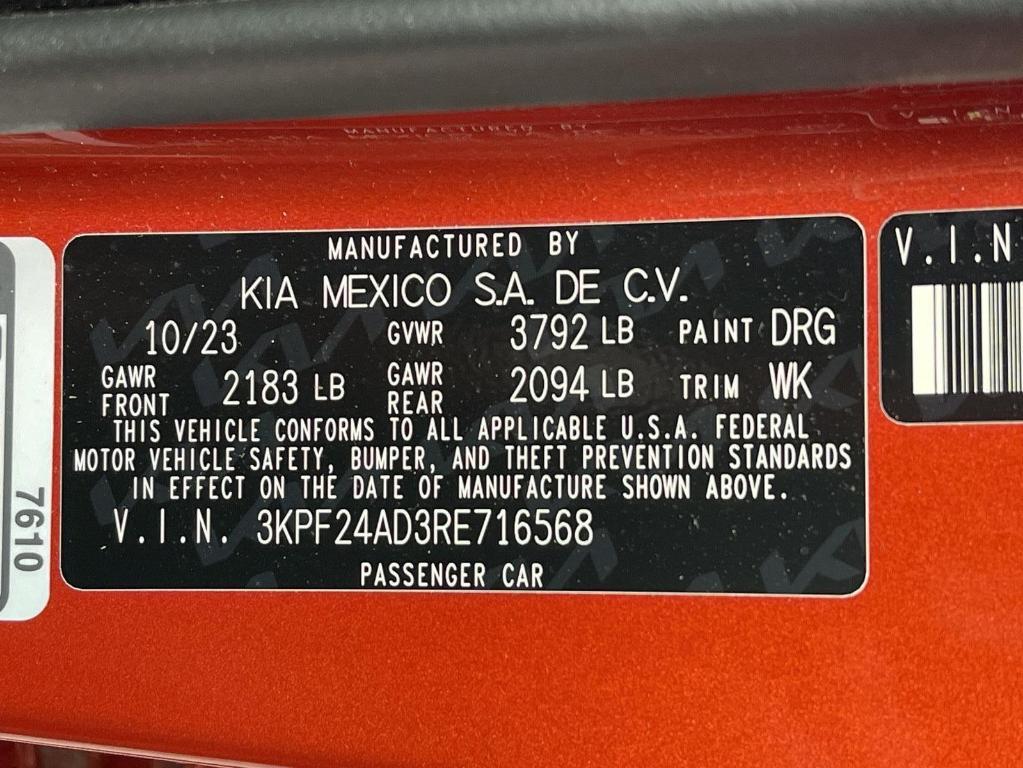 MANUFACTURED BY
KIA MEXICO S.A. DE C.V.
10/23 GVWR 3792 LB PAINT DRG
GAWR FRONT 2183 LB GAWR REAR 2094 LB TRIM WK
THIS VEHICLE CONFORMS TO ALL APPLICABLE U.S.A. FEDERAL
MOTOR VEHICLE SAFETY, BUMPER, AND THEFT PREVENTION STANDARDS
IN EFFECT ON THE DATE OF MANUFACTURE SHOWN ABOVE.
V.I.N. 3KPF24AD3RE716568
PASSENGER CAR
V.I.N
7610